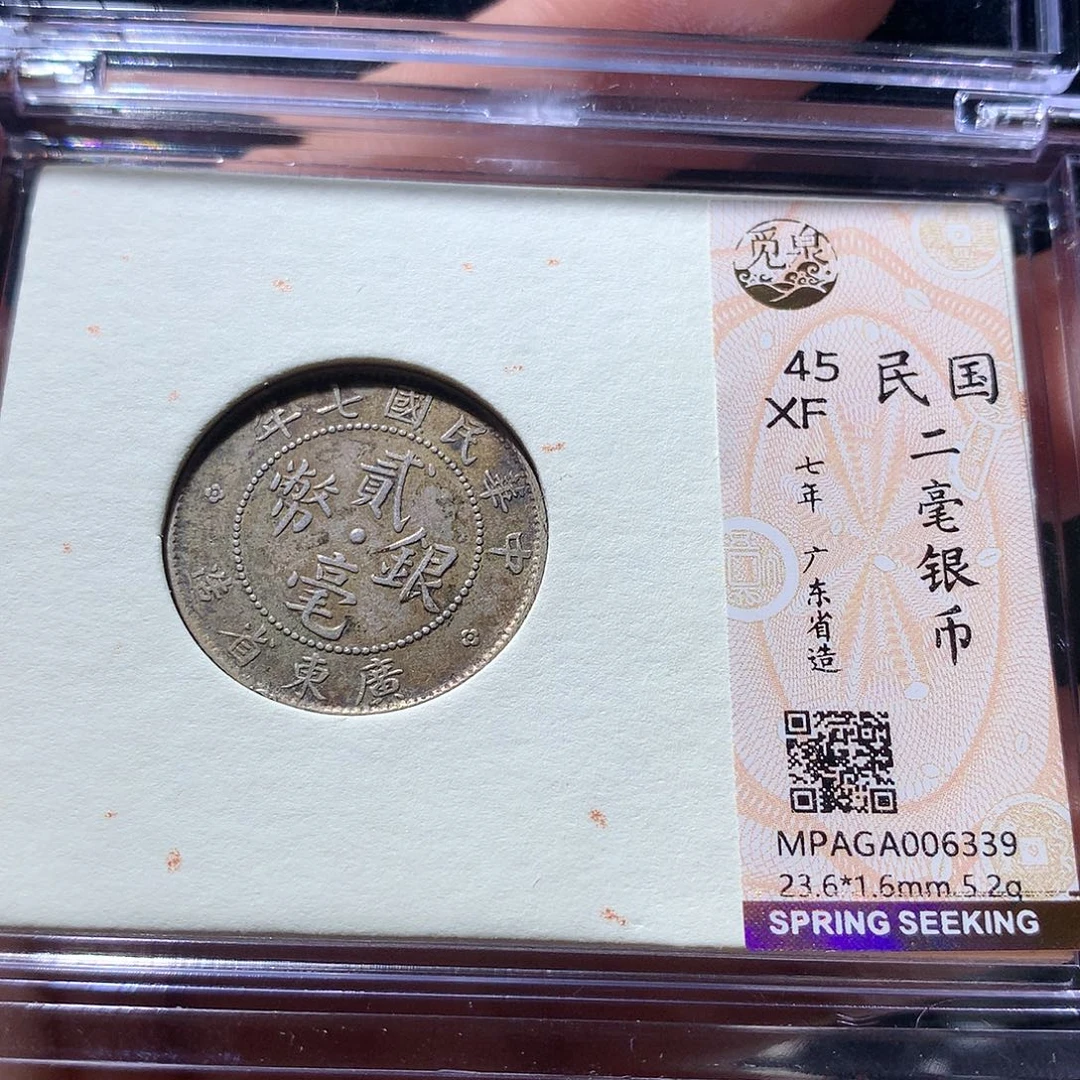 中華民國七年
貳銀毫幣
廣東省造
觅泉
45
XF
民国
二毫银币
七年 广东省造
MPAGA006339
23.6*1.6mm 5.2g
SPRING SEEKING